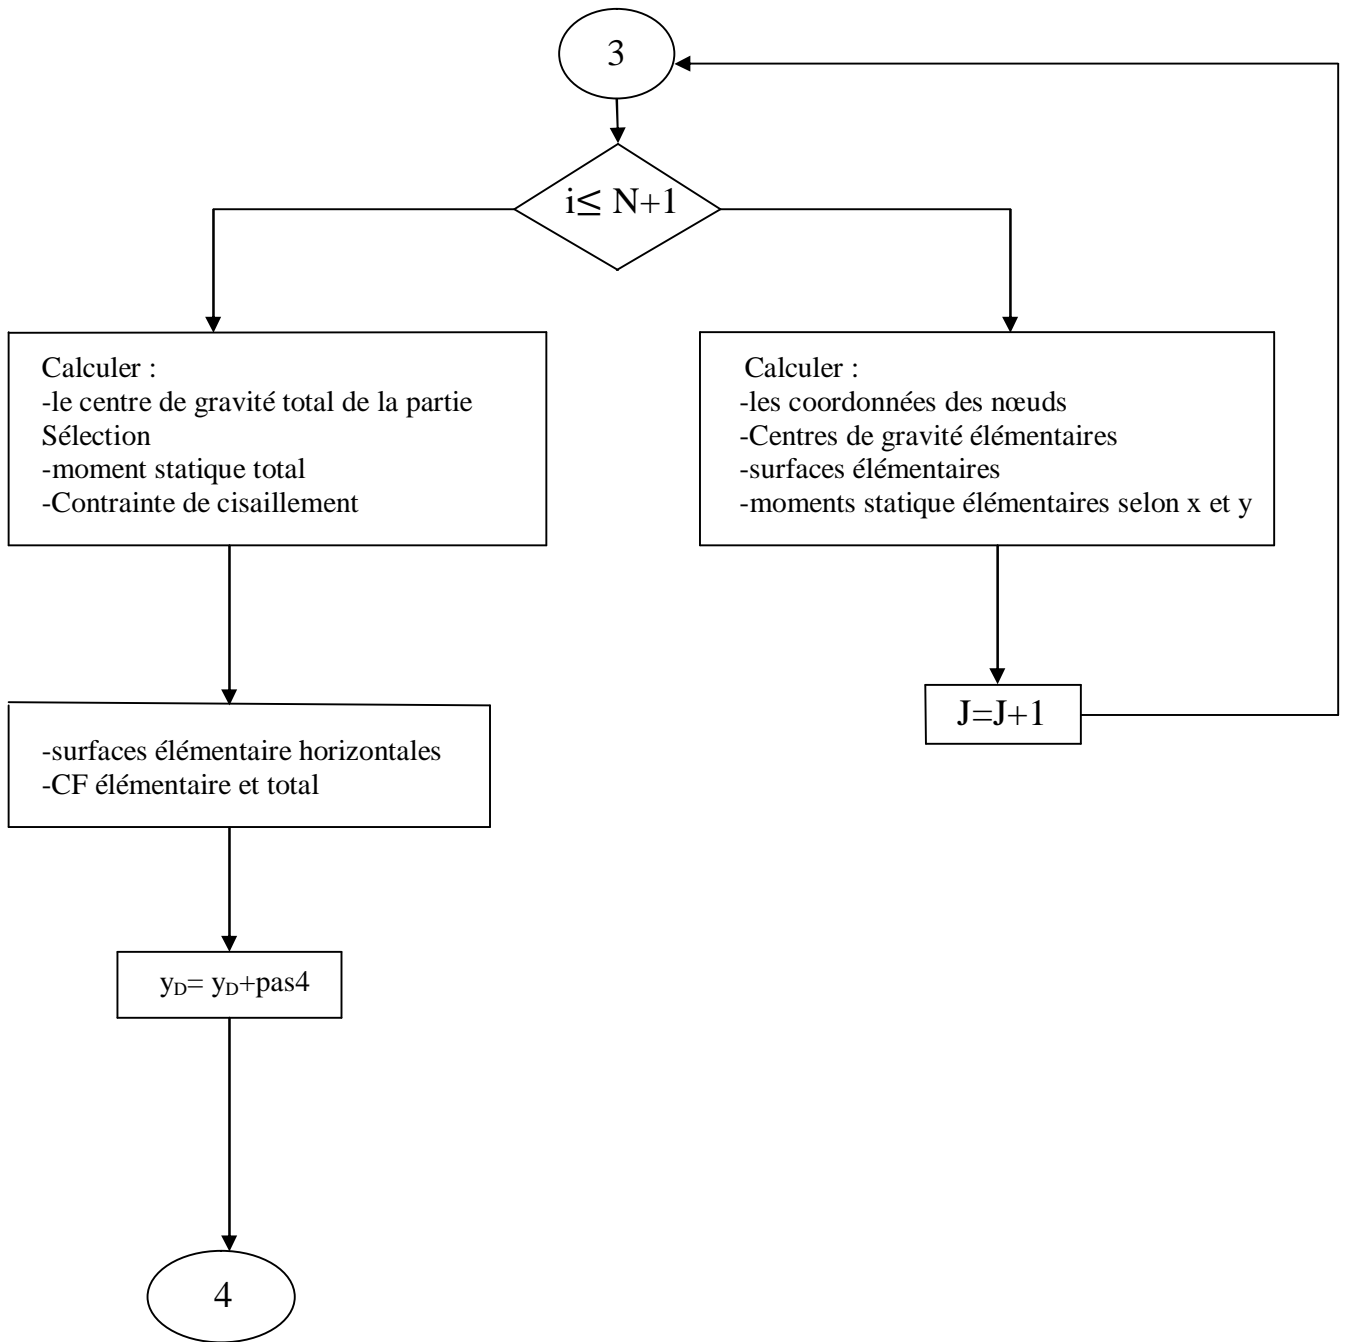 3
i≤ N+1
Calculer :
-le centre de gravité total de la partie
Sélection
-moment statique total
-Contrainte de cisaillement
Calculer :
-les coordonnées des nœuds
-Centres de gravité élémentaires
-surfaces élémentaires
-moments statique élémentaires selon x et y
J=J+1
-surfaces élémentaire horizontales
-CF élémentaire et total
y_D= y_D+pas4
4